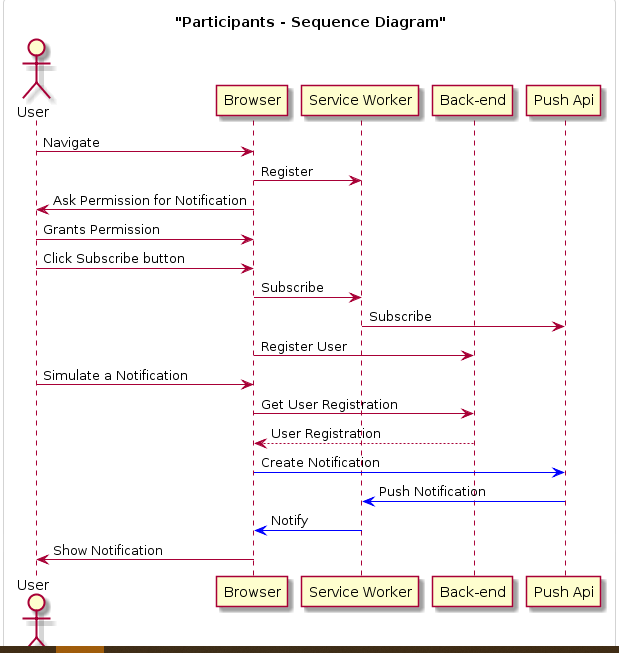 "Participants - Sequence Diagram"
User
Browser
Service Worker
Back-end
Push Api
Navigate
Register
Ask Permission for Notification
Grants Permission
Click Subscribe button
Subscribe
Subscribe
Register User
Simulate a Notification
Get User Registration
User Registration
Create Notification
Push Notification
Notify
Show Notification
User
Browser
Service Worker
Back-end
Push Api